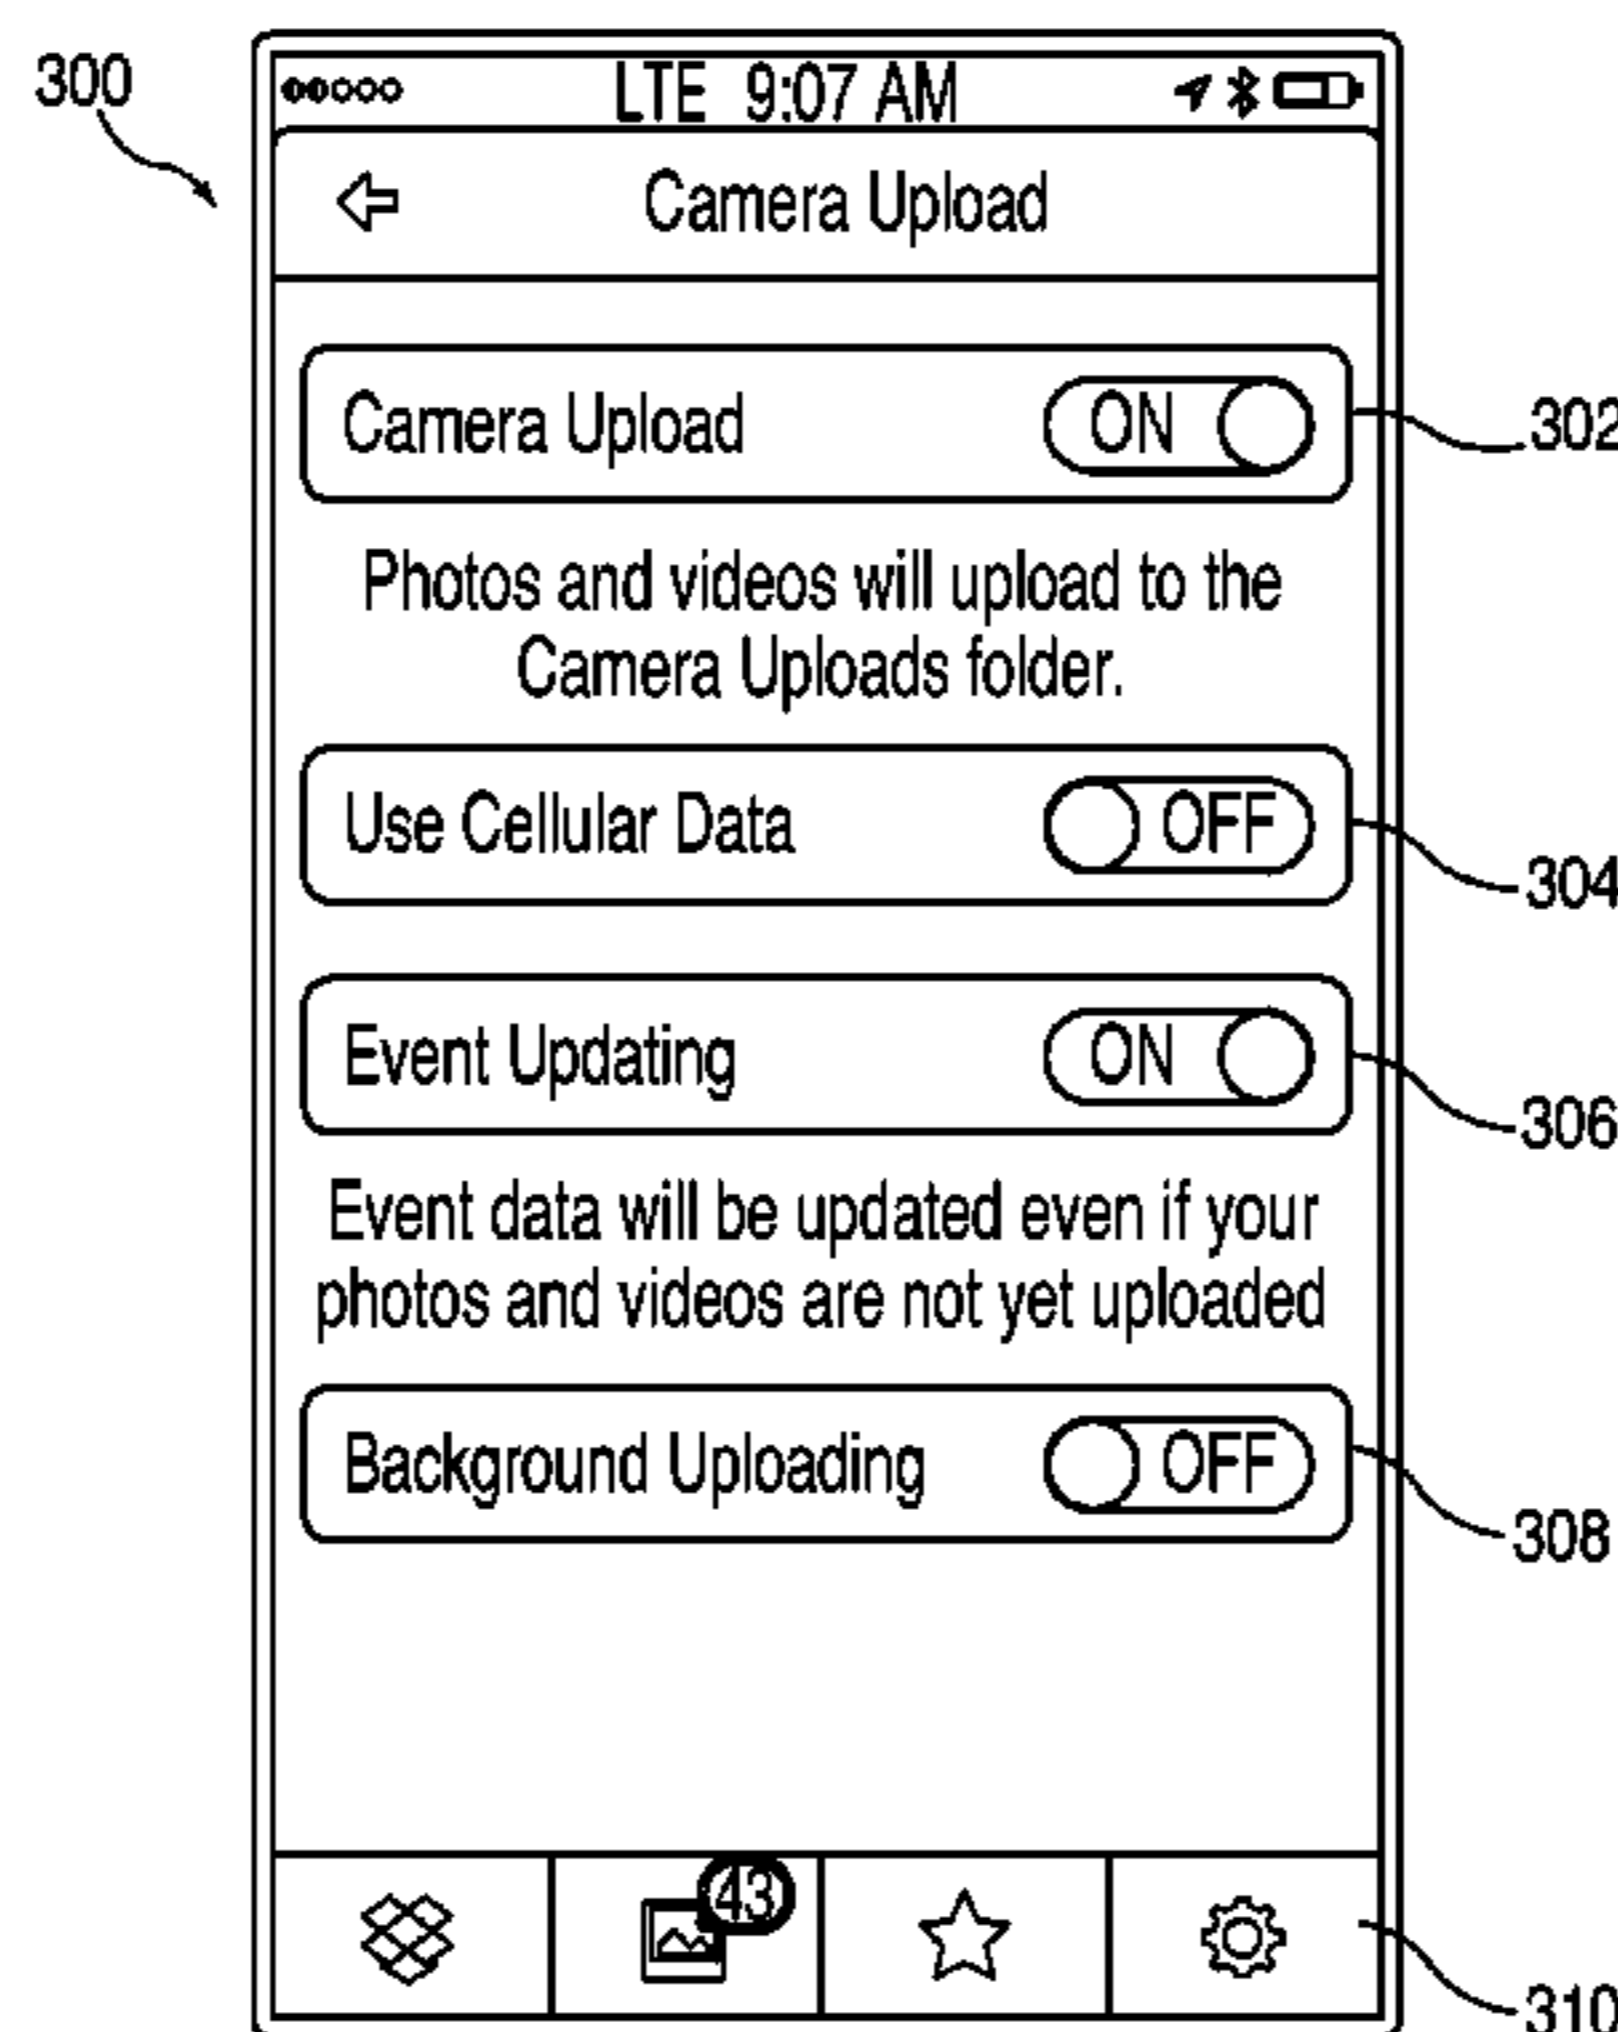 300
LTE 9:07 AM
Camera Upload
Camera Upload ON
302
Photos and videos will upload to the
Camera Uploads folder.
Use Cellular Data OFF
304
Event Updating ON
306
Event data will be updated even if your
photos and videos are not yet uploaded
Background Uploading OFF
308
43
310